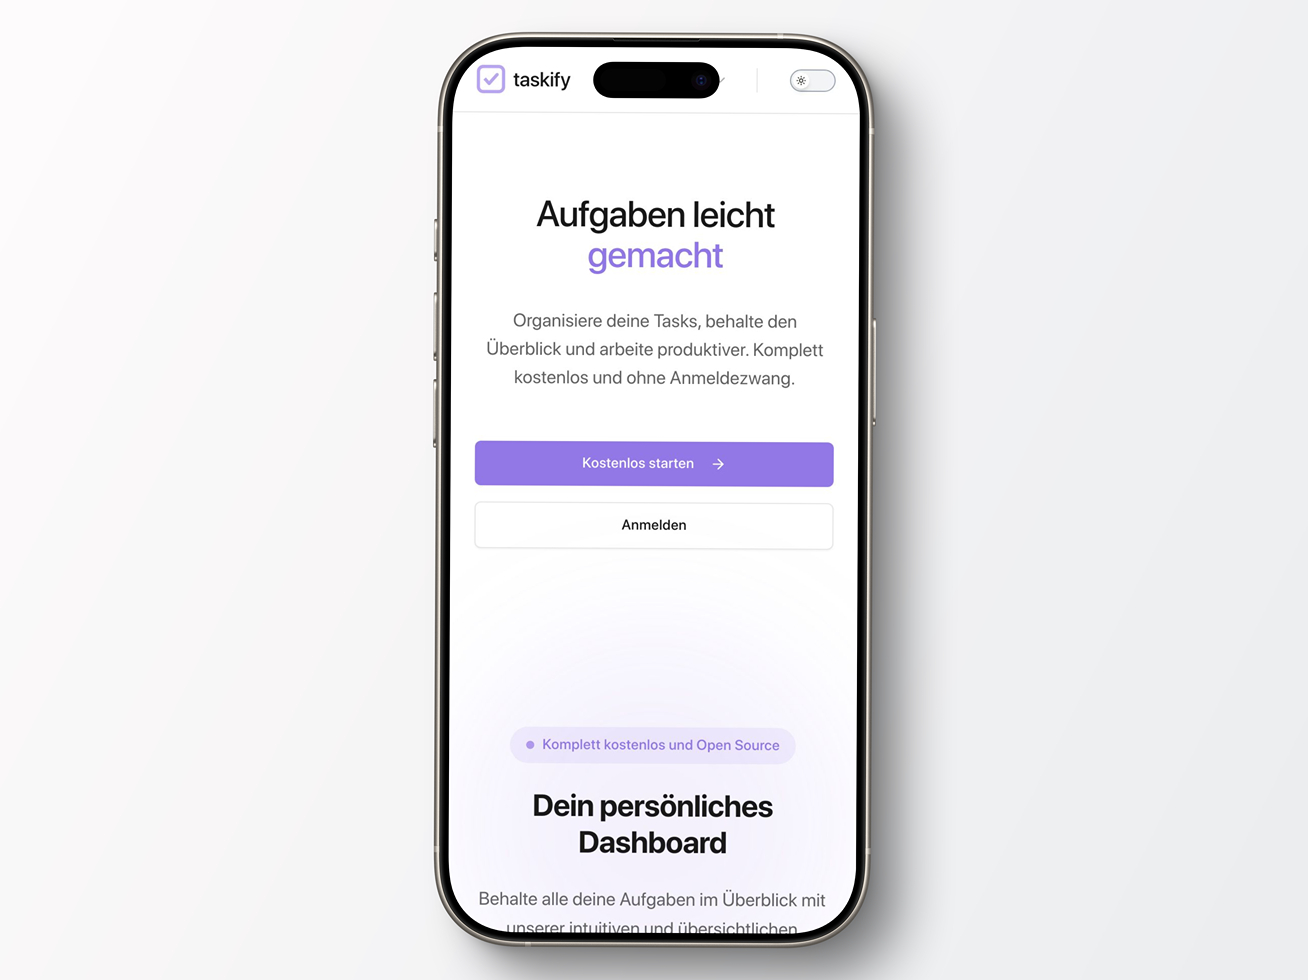 taskify
Aufgaben leicht
gemacht
Organisiere deine Tasks, behalte den
Überblick und arbeite produktiver. Komplett
kostenlos und ohne Anmeldezwang.
Kostenlos starten
Anmelden
Komplett kostenlos und Open Source
Dein persönliches
Dashboard
Behalte alle deine Aufgaben im Überblick mit
unserer intuitiven und übersichtlichen